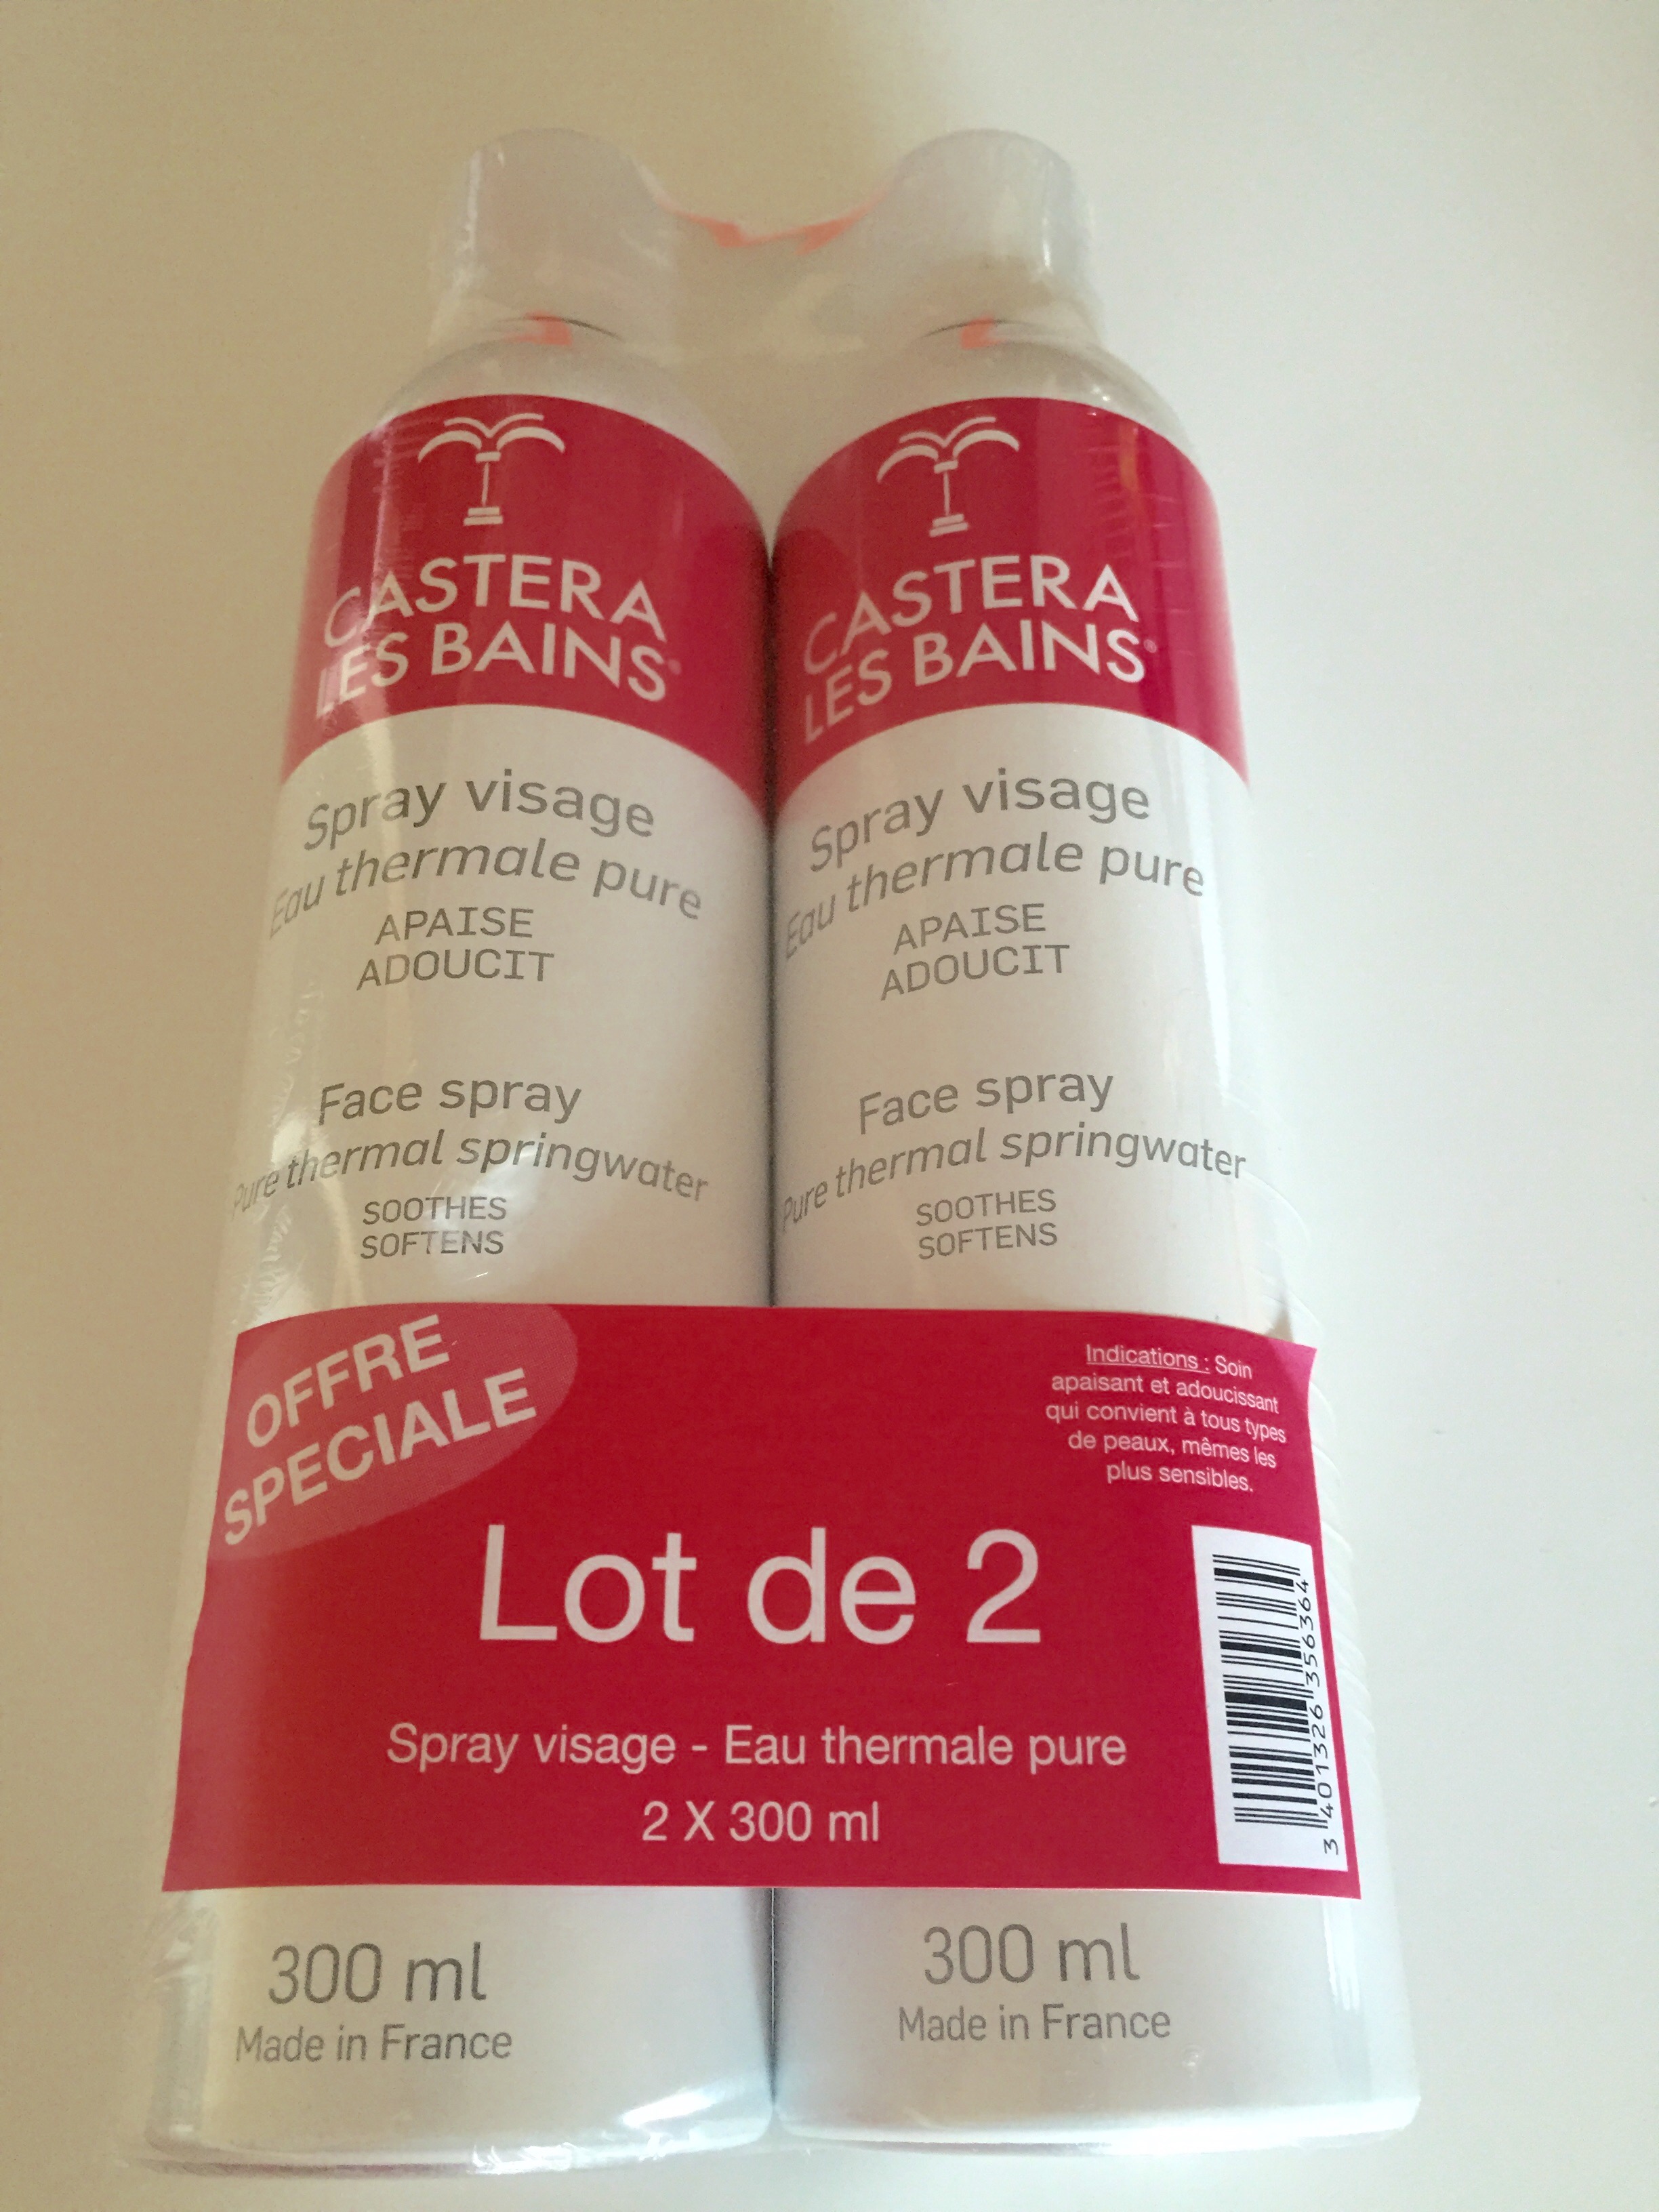 CASTERA
LES BAINS
Spray visage
Eau thermale pure
APAISE
ADOUCIT
Face spray
Pure thermal springwater
SOOTHES
SOFTENS
CASTERA
LES BAINS®
Spray visage
Eau thermale pure
APAISE
ADOUCIT
Face spray
Pure thermal springwater
SOOTHES
SOFTENS
OFFRE
SPECIALE
Indications : Soin
apaisant et adoucissant
qui convient à tous types
de peaux, mêmes les
plus sensibles.
Lot de 2
Spray visage - Eau thermale pure
2 X 300 ml
3 401326 356364
300 ml
Made in France
300 ml
Made in France